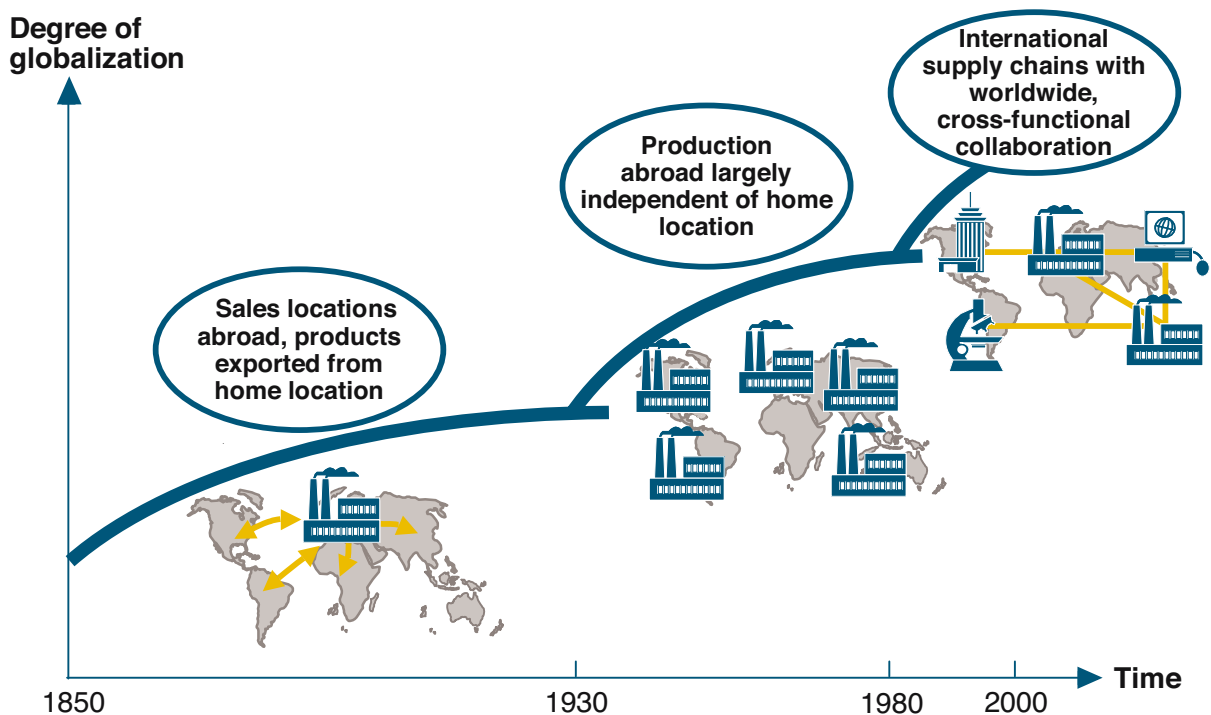 Degree of
globalization
International
supply chains with
worldwide,
cross-functional
collaboration
Production
abroad largely
independent of home
location
Sales locations
abroad, products
exported from
home location
Time
1850
1930
1980
2000